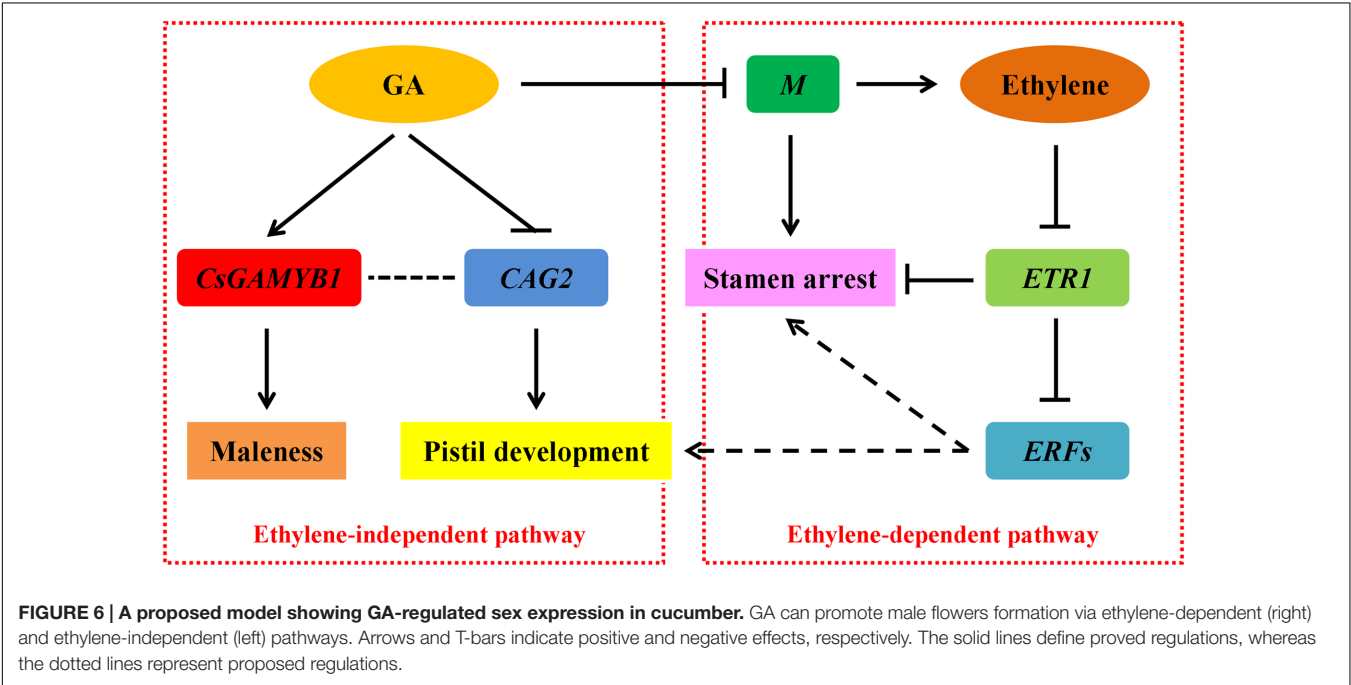 GA
M
Ethylene
CsGAMYB1
CAG2
Stamen arrest
ETR1
Maleness
Pistil development
ERFs
Ethylene-independent pathway
Ethylene-dependent pathway
FIGURE 6 | A proposed model showing GA-regulated sex expression in cucumber. GA can promote male flowers formation via ethylene-dependent (right)
and ethylene-independent (left) pathways. Arrows and T-bars indicate positive and negative effects, respectively. The solid lines define proved regulations, whereas
the dotted lines represent proposed regulations.